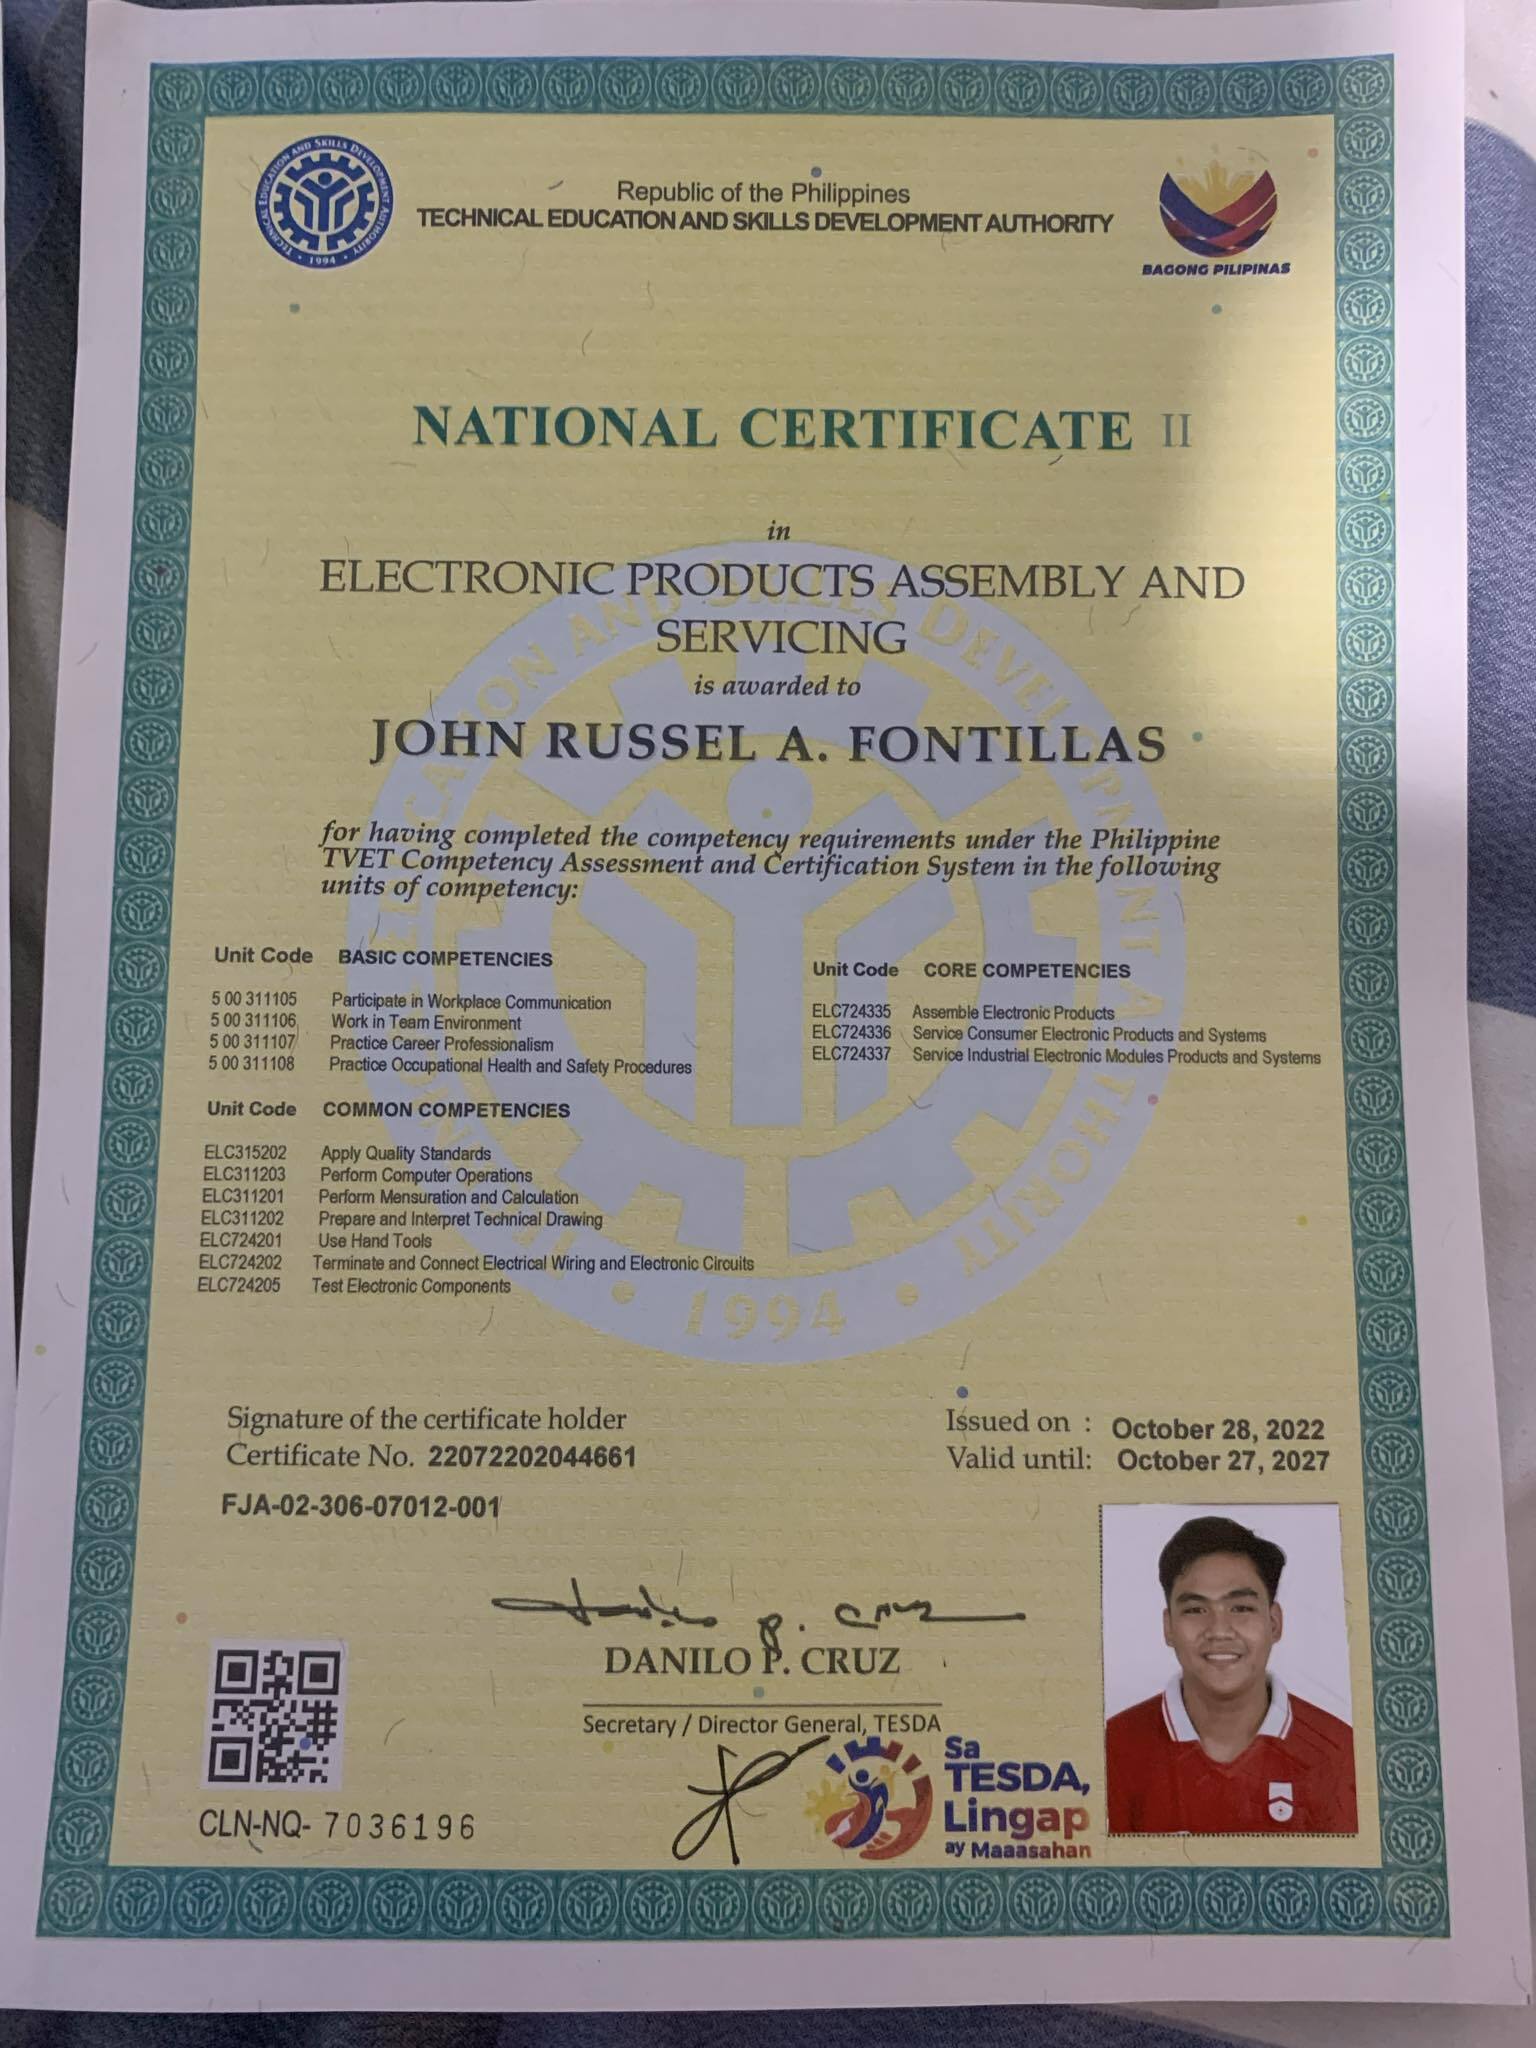 TECHNICAL EDUCATION AND SKILLS DEVELOPMENT AUTHORITY
1994
Republic of the Philippines
TECHNICAL EDUCATION AND SKILLS DEVELOPMENT AUTHORITY
BAGONG PILIPINAS
NATIONAL CERTIFICATE II
in
ELECTRONIC PRODUCTS ASSEMBLY AND
SERVICING
is awarded to
JOHN RUSSEL A. FONTILLAS
for having completed the competency requirements under the Philippine
TVET Competency Assessment and Certification System in the following
units of competency:
Unit Code BASIC COMPETENCIES
5 00 311105 Participate in Workplace Communication
5 00 311106 Work in Team Environment
5 00 311107 Practice Career Professionalism
5 00 311108 Practice Occupational Health and Safety Procedures
Unit Code COMMON COMPETENCIES
ELC315202 Apply Quality Standards
ELC311203 Perform Computer Operations
ELC311201 Perform Mensuration and Calculation
ELC311202 Prepare and Interpret Technical Drawing
ELC724201 Use Hand Tools
ELC724202 Terminate and Connect Electrical Wiring and Electronic Circuits
ELC724205 Test Electronic Components
Unit Code CORE COMPETENCIES
ELC724335 Assemble Electronic Products
ELC724336 Service Consumer Electronic Products and Systems
ELC724337 Service Industrial Electronic Modules Products and Systems
1994
Signature of the certificate holder
Certificate No. 22072202044661
FJA-02-306-07012-001
Issued on : October 28, 2022
Valid until: October 27, 2027
Danilo P. Cruz
DANILO P. CRUZ
Secretary / Director General, TESDA
Sa
TESDA,
Lingap
ay Maaasahan
CLN-NQ- 7036196